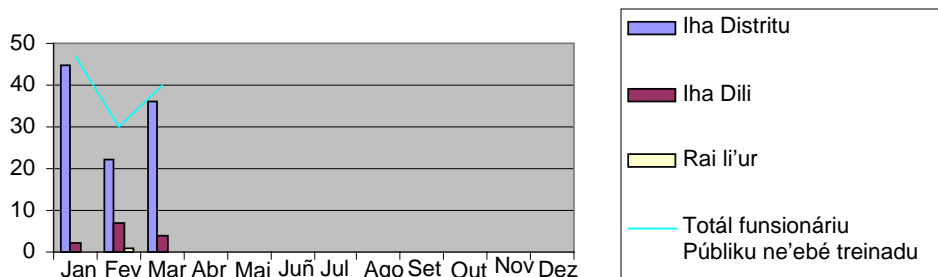 50
40
30
20
10
0
Jan Fev Mar Abr Mai Juñ Jul Ago Set Out Nov Dez
Iha Distritu
Iha Dili
Rai li'ur
Totál funsionáriu
Públiku ne'ebé treinadu